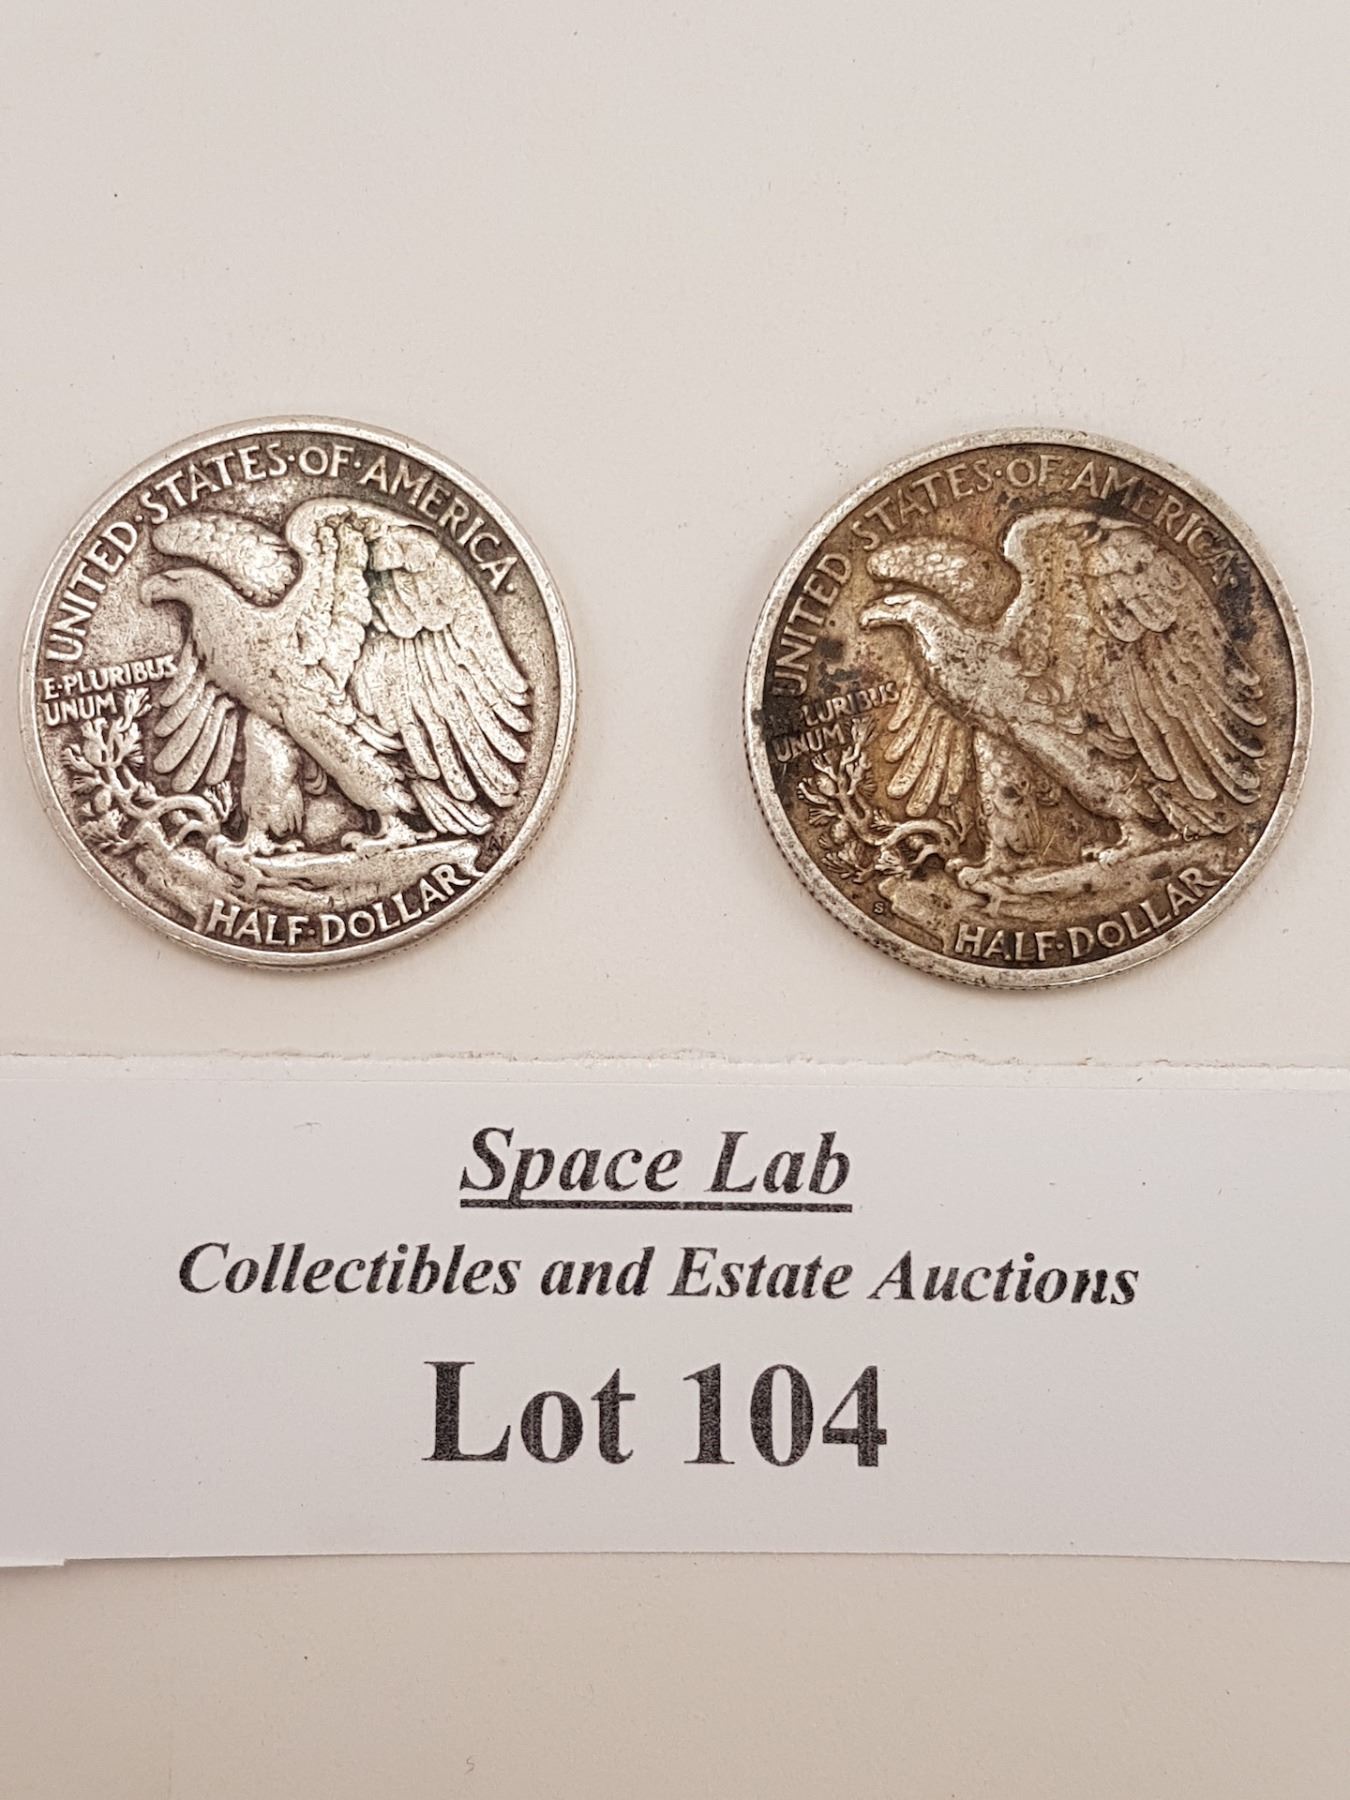 UNITED·STATES·OF·AMERICA·
E·PLURIBUS
UNUM
HALF·DOLLAR
UNITED·STATES·OF·AMERICA·
PLURIBUS
UNUM
S
HALF·DOLLAR
Space Lab
Collectibles and Estate Auctions
Lot 104